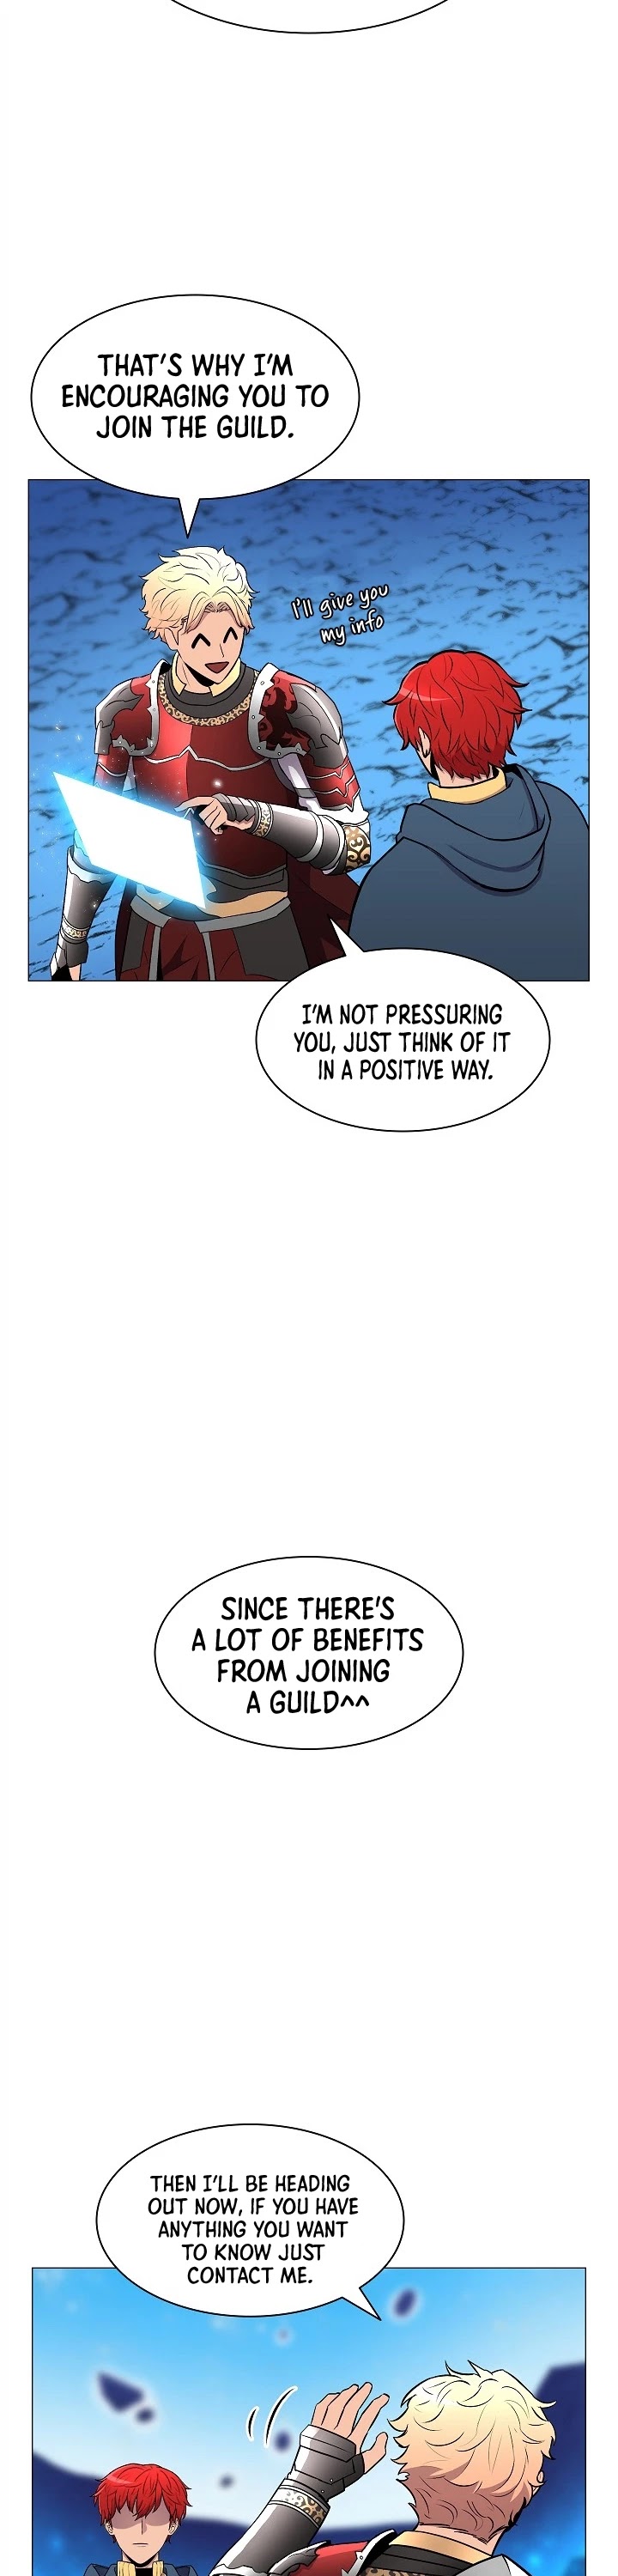 THAT'S WHY I'M
ENCOURAGING YOU TO
JOIN THE GUILD.
I'll give you
my info
I'M NOT PRESSURING
YOU, JUST THINK OF IT
IN A POSITIVE WAY.
SINCE THERE'S
A LOT OF BENEFITS
FROM JOINING
A GUILD^^
THEN I'LL BE HEADING
OUT NOW, IF YOU HAVE
ANYTHING YOU WANT
TO KNOW JUST
CONTACT ME.